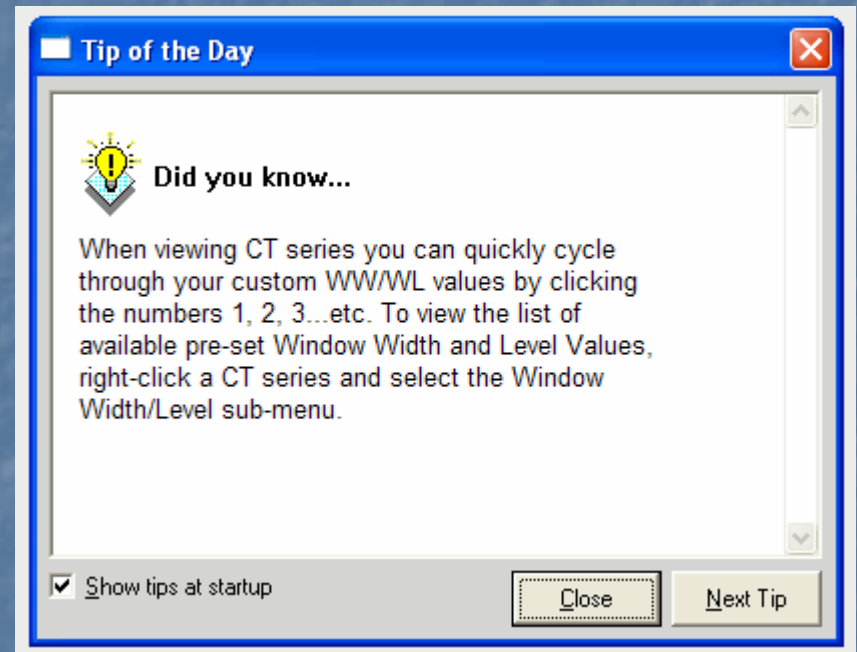 Tip of the Day
Did you know...
When viewing CT series you can quickly cycle
through your custom WW/WL values by clicking
the numbers 1, 2, 3...etc. To view the list of
available pre-set Window Width and Level Values,
right-click a CT series and select the Window
Width/Level sub-menu.
Show tips at startup
Close
Next Tip